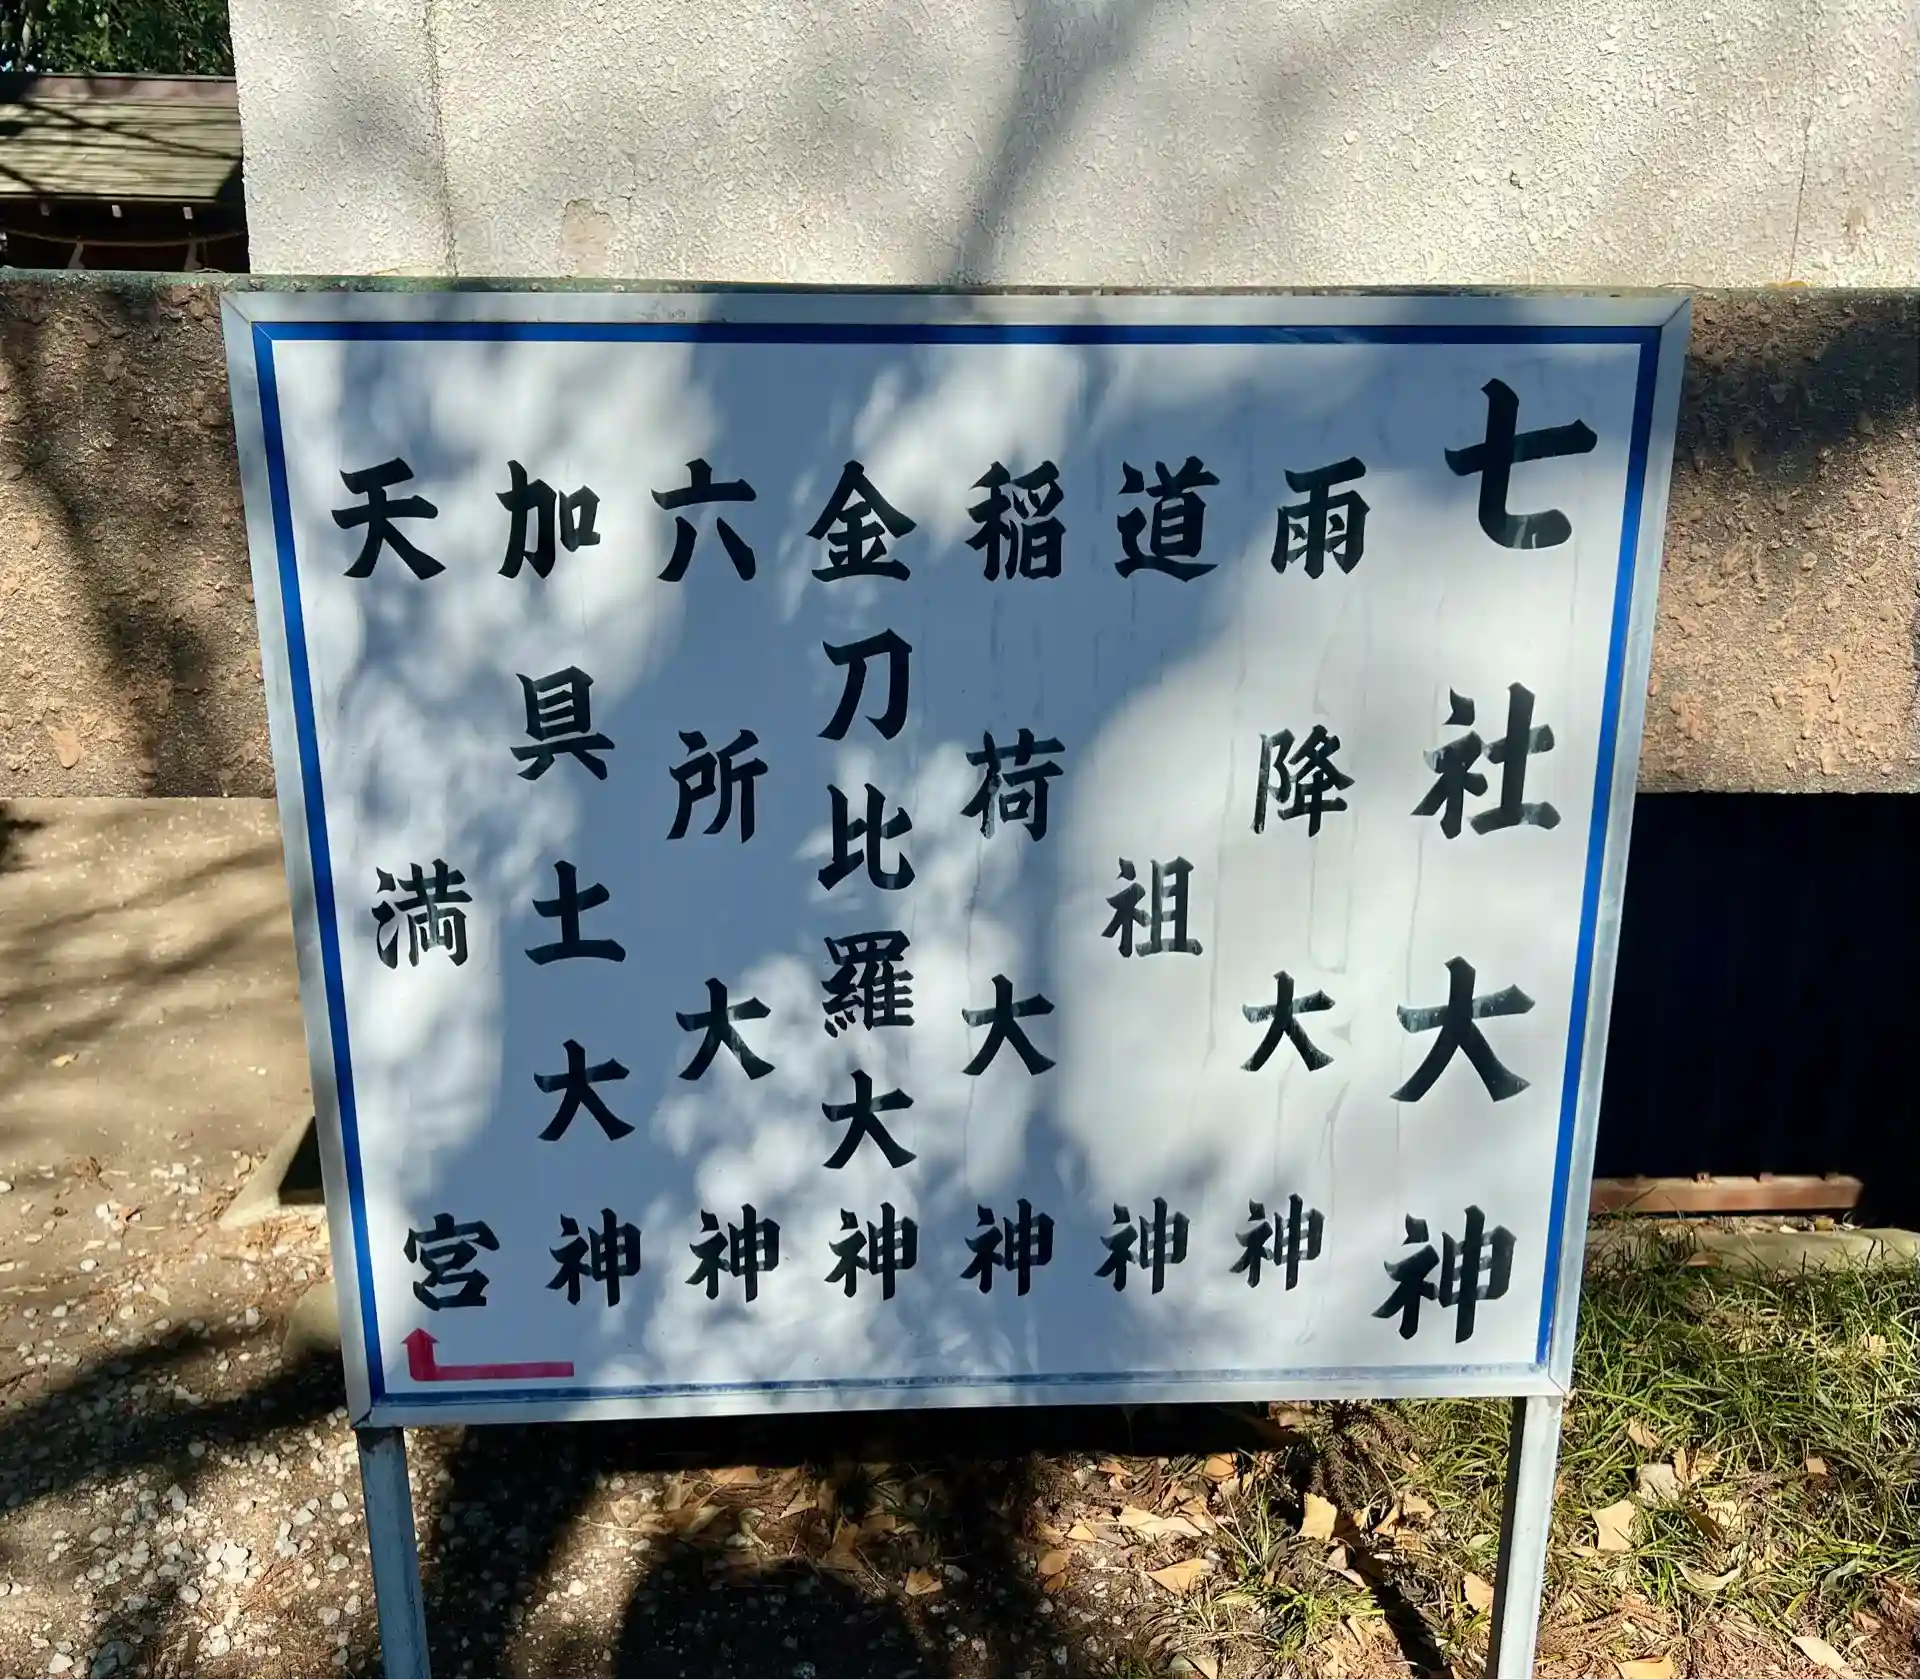 七社大神
雨降大神
道祖神
稲荷大神
金刀比羅大神
六所大神
加具土大神
天満宮